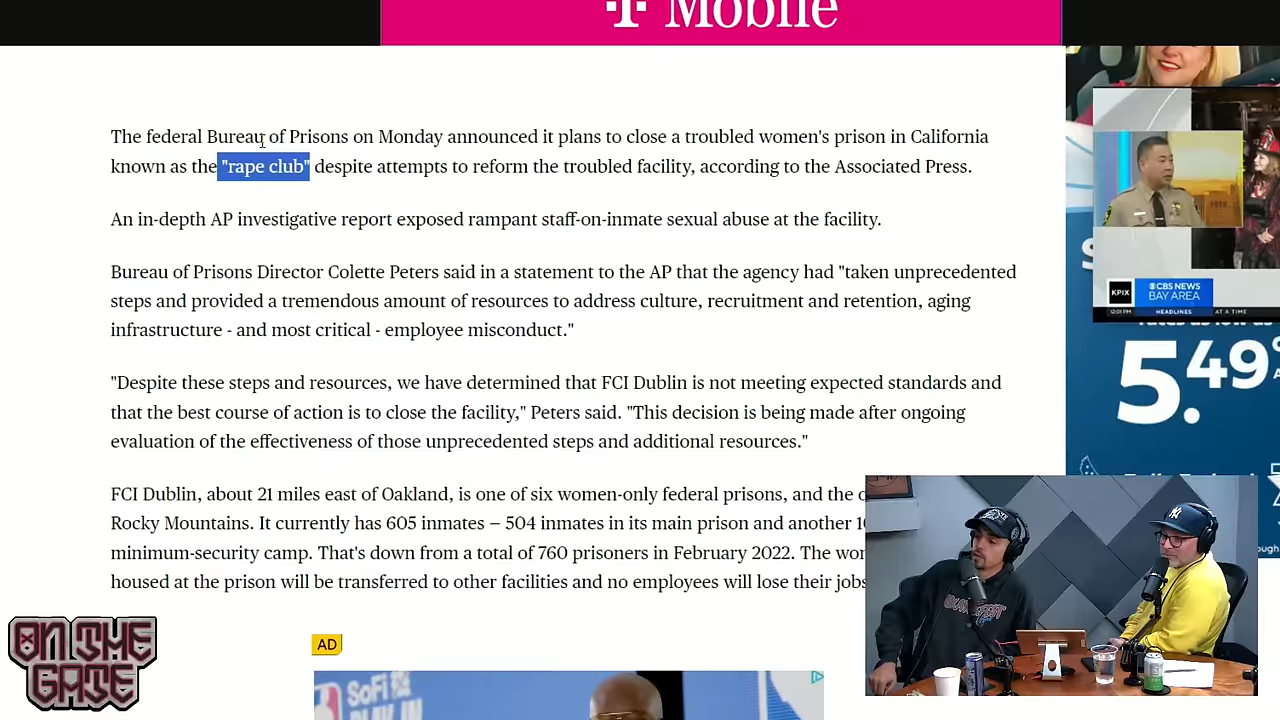 T Mobile
The federal Bureau of Prisons on Monday announced it plans to close a troubled women's prison in California
known as the "rape club" despite attempts to reform the troubled facility, according to the Associated Press.
An in-depth AP investigative report exposed rampant staff-on-inmate sexual abuse at the facility.
Bureau of Prisons Director Colette Peters said in a statement to the AP that the agency had "taken unprecedented
steps and provided a tremendous amount of resources to address culture, recruitment and retention, aging
infrastructure - and most critical - employee misconduct."
"Despite these steps and resources, we have determined that FCI Dublin is not meeting expected standards and
that the best course of action is to close the facility," Peters said. "This decision is being made after ongoing
evaluation of the effectiveness of those unprecedented steps and additional resources."
FCI Dublin, about 21 miles east of Oakland, is one of six women-only federal prisons, and the
Rocky Mountains. It currently has 605 inmates — 504 inmates in its main prison and another
minimum-security camp. That's down from a total of 760 prisoners in February 2022. The
housed at the prison will be transferred to other facilities and no employees will lose their jobs
KPIX
CBS NEWS
BAY AREA
12:01 PM
HEADLINES
AT A TIME
5.49
ON THE
GATE
AD
SoFi
PLAY-IN